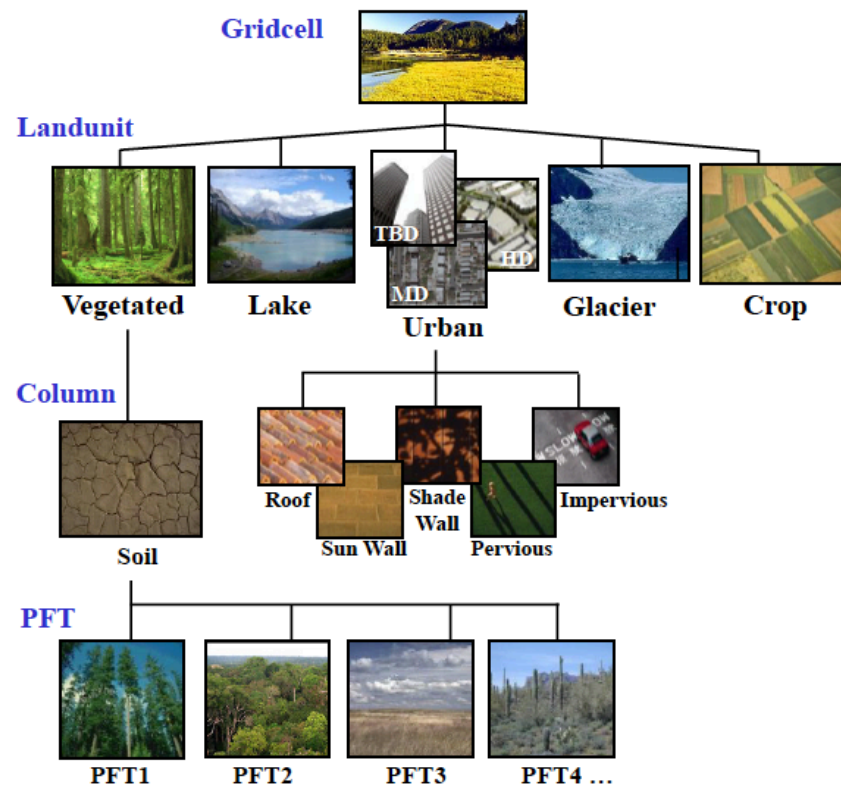 Gridcell
Landunit
TBD
HD
MD
Vegetated
Lake
Urban
Glacier
Crop
Column
SLOW
Roof
Sun Wall
Shade
Wall
Pervious
Impervious
Soil
PFT
PFT1
PFT2
PFT3
PFT4 ...